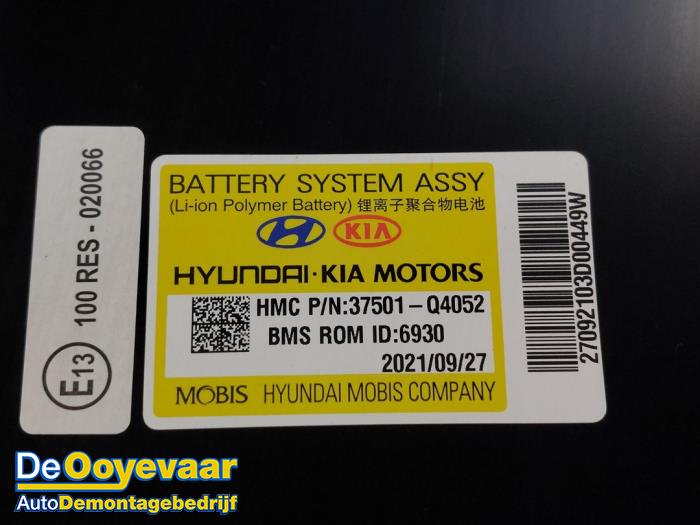 100 RES - 020066
E13
BATTERY SYSTEM ASSY
(Li-ion Polymer Battery) 锂离子聚合物电池
KIA
HYUNDAI · KIA MOTORS
HMC P/N:37501-Q4052
BMS ROM ID:6930
2021/09/27
MOBIS HYUNDAI MOBIS COMPANY
27092103D00449W
De Ooyevaar
AutoDemontagebedrijf